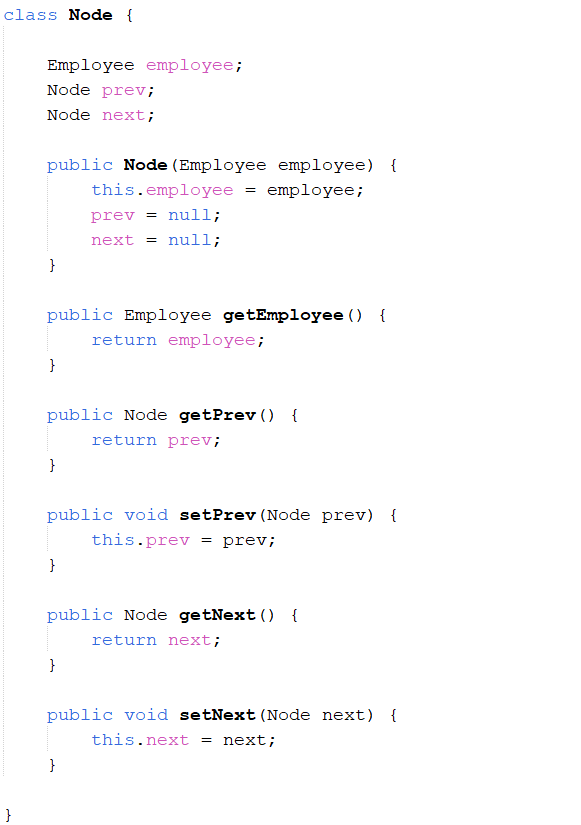 class Node {
    Employee employee;
    Node prev;
    Node next;
    public Node(Employee employee) {
        this.employee = employee;
        prev = null;
        next = null;
    }
    public Employee getEmployee() {
        return employee;
    }
    public Node getPrev() {
        return prev;
    }
    public void setPrev(Node prev) {
        this.prev = prev;
    }
    public Node getNext() {
        return next;
    }
    public void setNext(Node next) {
        this.next = next;
    }
}